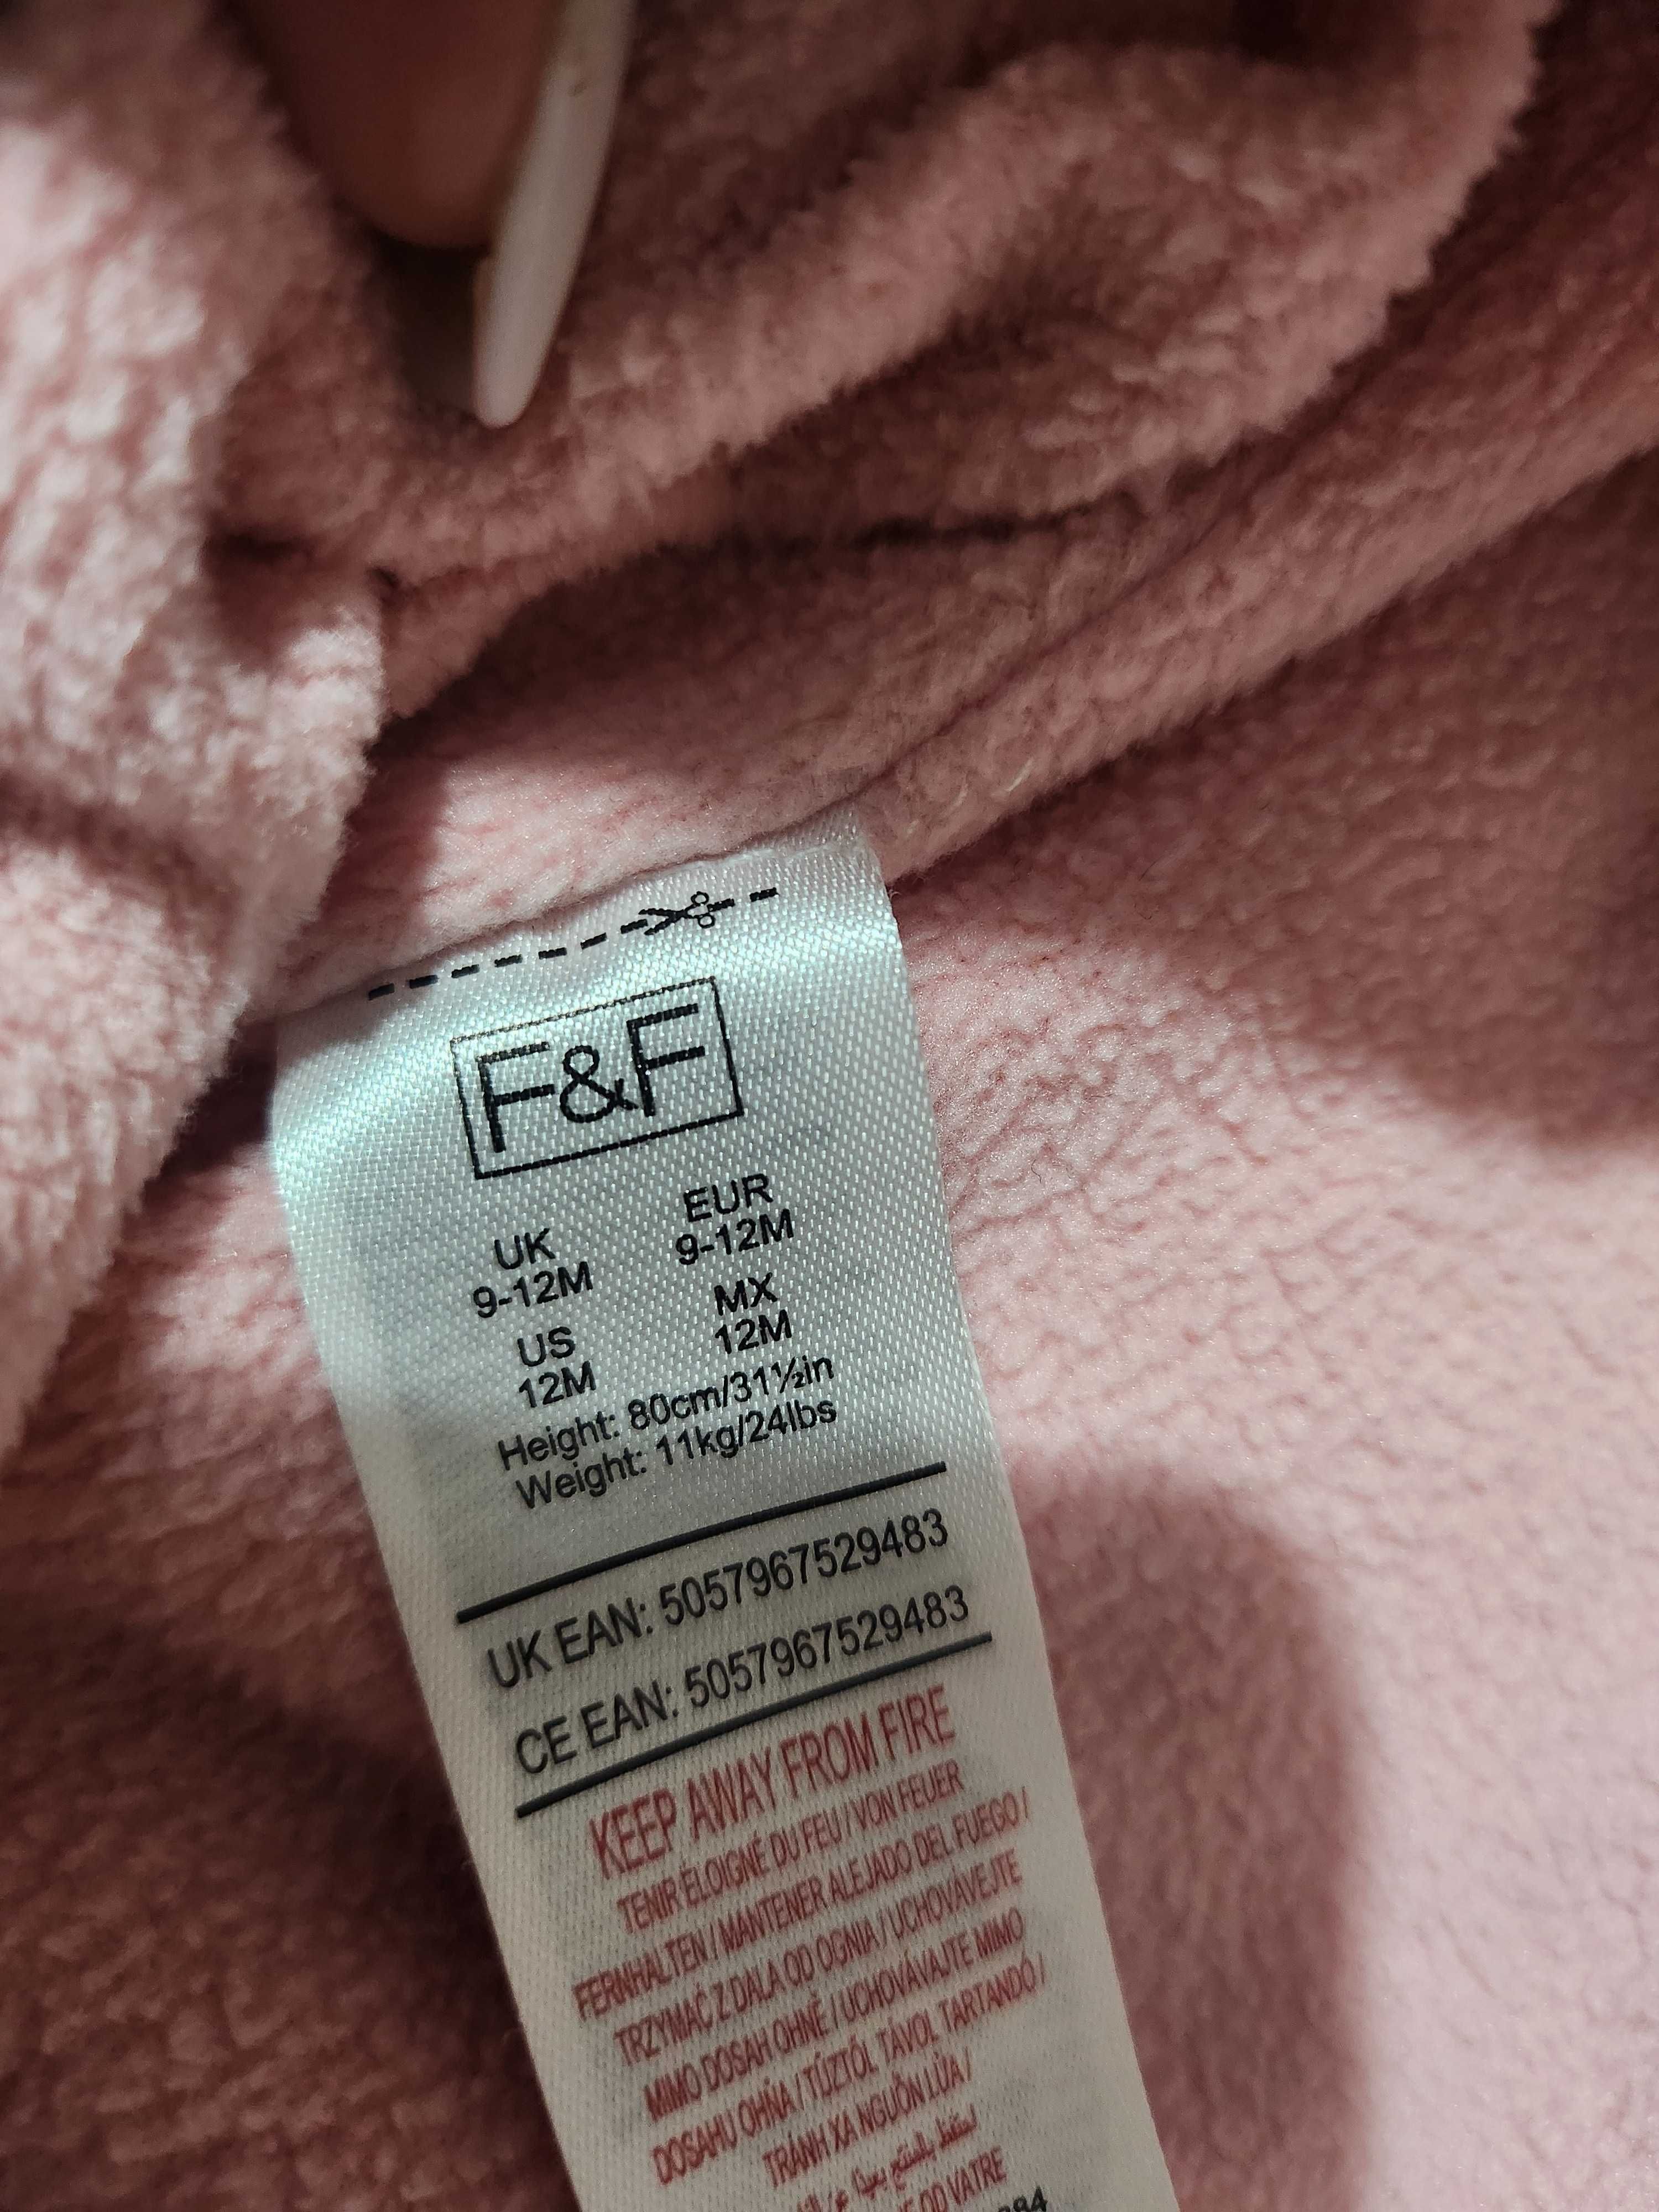 F&F
UK EUR
9-12M 9-12M
US MX
12M 12M
Height: 80cm/31½in
Weight: 11kg/24lbs
UK EAN: 5057967529483
CE EAN: 5057967529483
KEEP AWAY FROM FIRE
TENIR ÉLOIGNÉ DU FEU / VON FEUER
FERNHALTEN / MANTENER ALEJADO DEL FUEGO /
TRZYMAĆ Z DALA OD OGNIA / UCHOVÁVEJTE
MIMO DOSAH OHNĚ / UCHOVÁVAJTE MIMO
DOSAHU OHŇA / TŰZTŐL TÁVOL TARTANDÓ /
TRÁNH XA NGUỒN LỬA /
OD VATRE